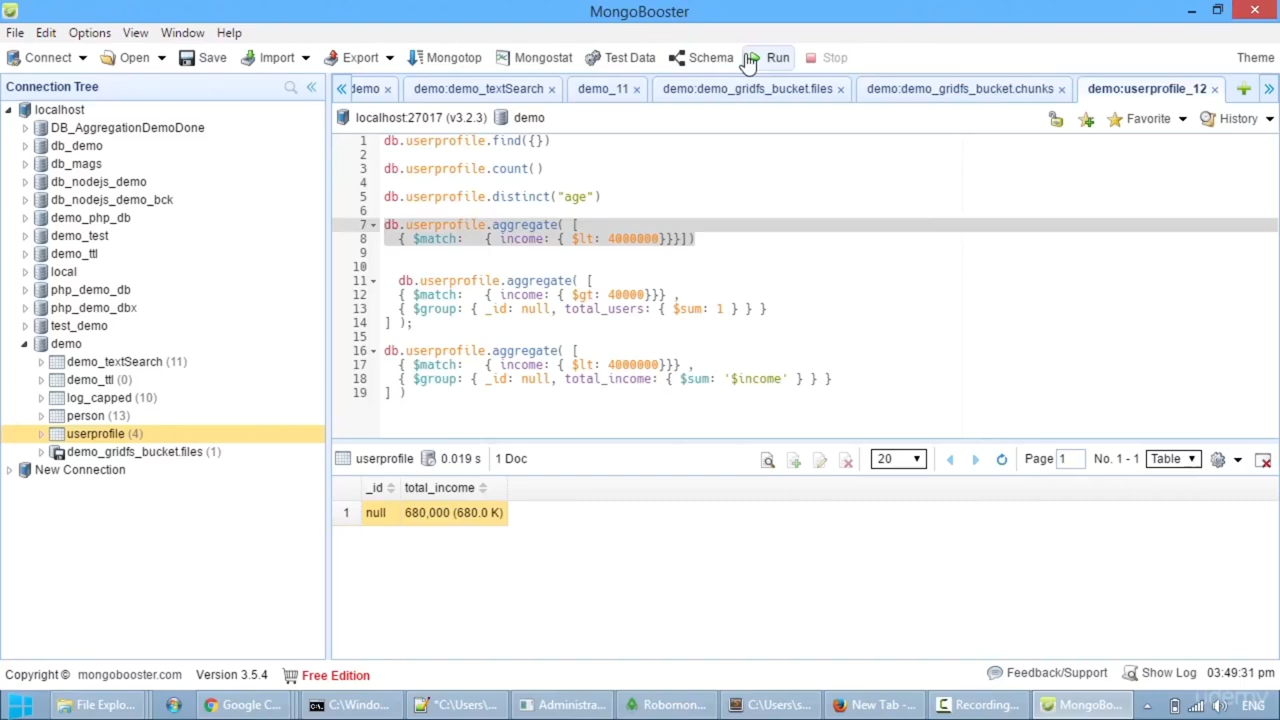 MongoBooster
File Edit Options View Window Help
Connect Open Save Import Export Mongotop Mongostat Test Data Schema Run Stop Theme
Connection Tree
demo demo:demo_textSearch demo_11 demo:demo_gridfs_bucket.files demo:demo_gridfs_bucket.chunks demo:userprofile_12
localhost:27017 (v3.2.3) demo Favorite History
localhost
DB_AggregationDemoDone
db_demo
db_mags
db_nodejs_demo
db_nodejs_demo_bck
demo_php_db
demo_test
demo_ttl
local
php_demo_db
php_demo_dbx
test_demo
demo
demo_textSearch (11)
demo_ttl (0)
log_capped (10)
person (13)
userprofile (4)
demo_gridfs_bucket.files (1)
New Connection
1 db.userprofile.find({})
2
3 db.userprofile.count()
4
5 db.userprofile.distinct("age")
6
7 db.userprofile.aggregate( [
8 { $match: { income: { $lt: 4000000}}}])
9
10
11 db.userprofile.aggregate( [
12 { $match: { income: { $gt: 40000}}} ,
13 { $group: { _id: null, total_users: { $sum: 1 } } }
14 ] );
15
16 db.userprofile.aggregate( [
17 { $match: { income: { $lt: 4000000}}} ,
18 { $group: { _id: null, total_income: { $sum: '$income' } } }
19 ] )
userprofile 0.019 s 1 Doc 20 Page 1 No. 1 - 1 Table
_id total_income
1 null 680,000 (680.0 K)
Copyright © mongobooster.com Version 3.5.4 Free Edition Feedback/Support Show Log 03:49:31 pm
File Explo... Google C... C:\Windo... *C:\Users\... Administra... Robomon... C:\Users\s... New Tab - ... Recording... MongoBo... ENG
udemy